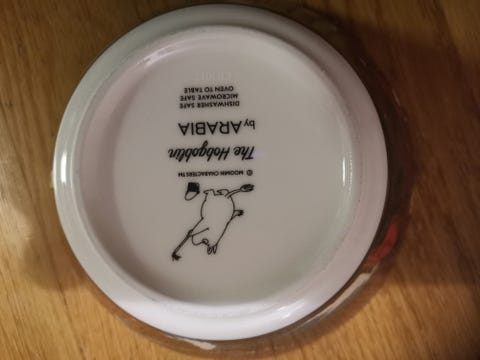 © MOOMIN CHARACTERS™
The Hobgoblin
by ARABIA
MICROWAVE SAFE
DISHWASHER SAFE
OVEN TO TABLE